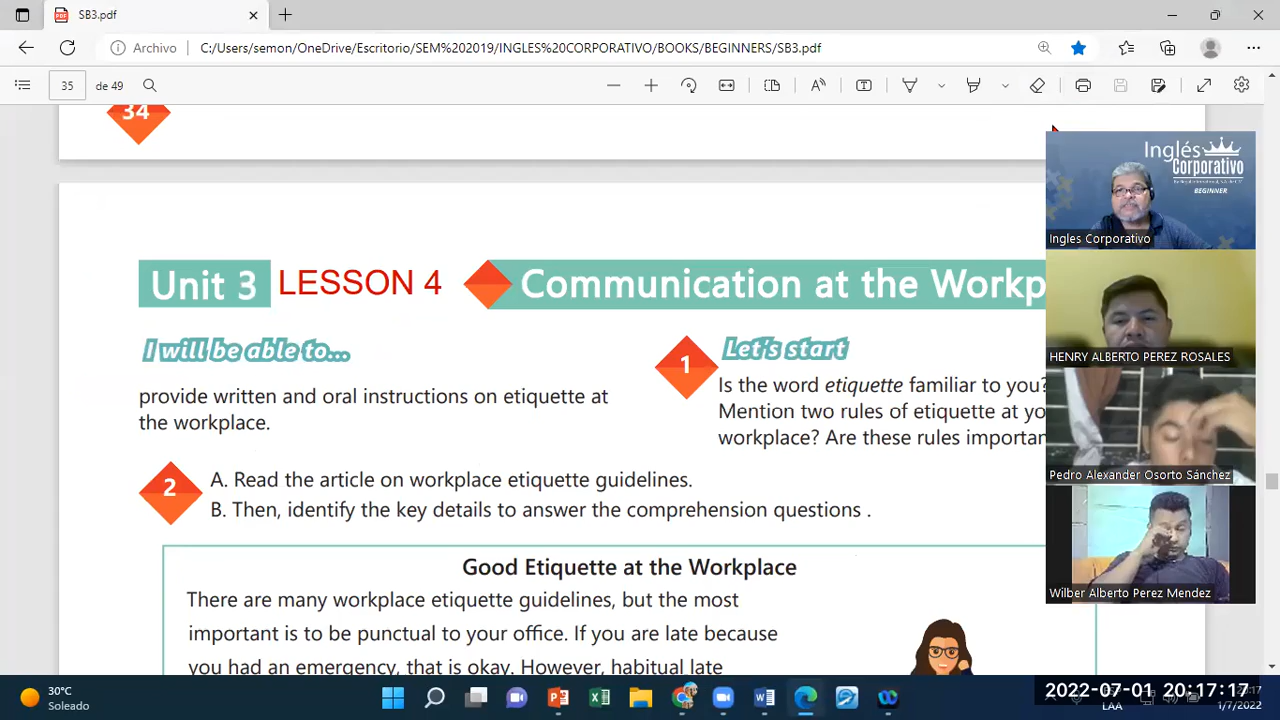 SB3.pdf
Archivo
C:/Users/semon/OneDrive/Escritorio/SEM%202019/INGLES%20CORPORATIVO/BOOKS/BEGINNERS/SB3.pdf
35
de 49
34
Inglés
Corporativo
BEGINNER
Ingles Corporativo
Unit 3
LESSON 4
Communication at the Workp
HENRY ALBERTO PEREZ ROSALES
I will be able to...
provide written and oral instructions on etiquette at
the workplace.
1
Let's start
Is the word etiquette familiar to you?
Mention two rules of etiquette at yo
workplace? Are these rules importan
Pedro Alexander Osorto Sánchez
2
A. Read the article on workplace etiquette guidelines.
B. Then, identify the key details to answer the comprehension questions .
Wilber Alberto Perez Mendez
Good Etiquette at the Workplace
There are many workplace etiquette guidelines, but the most
important is to be punctual to your office. If you are late because
you had an emergency, that is okay. However, habitual late
30°C
Soleado
2022-07-01 20:17:17
LAA
1/7/2022